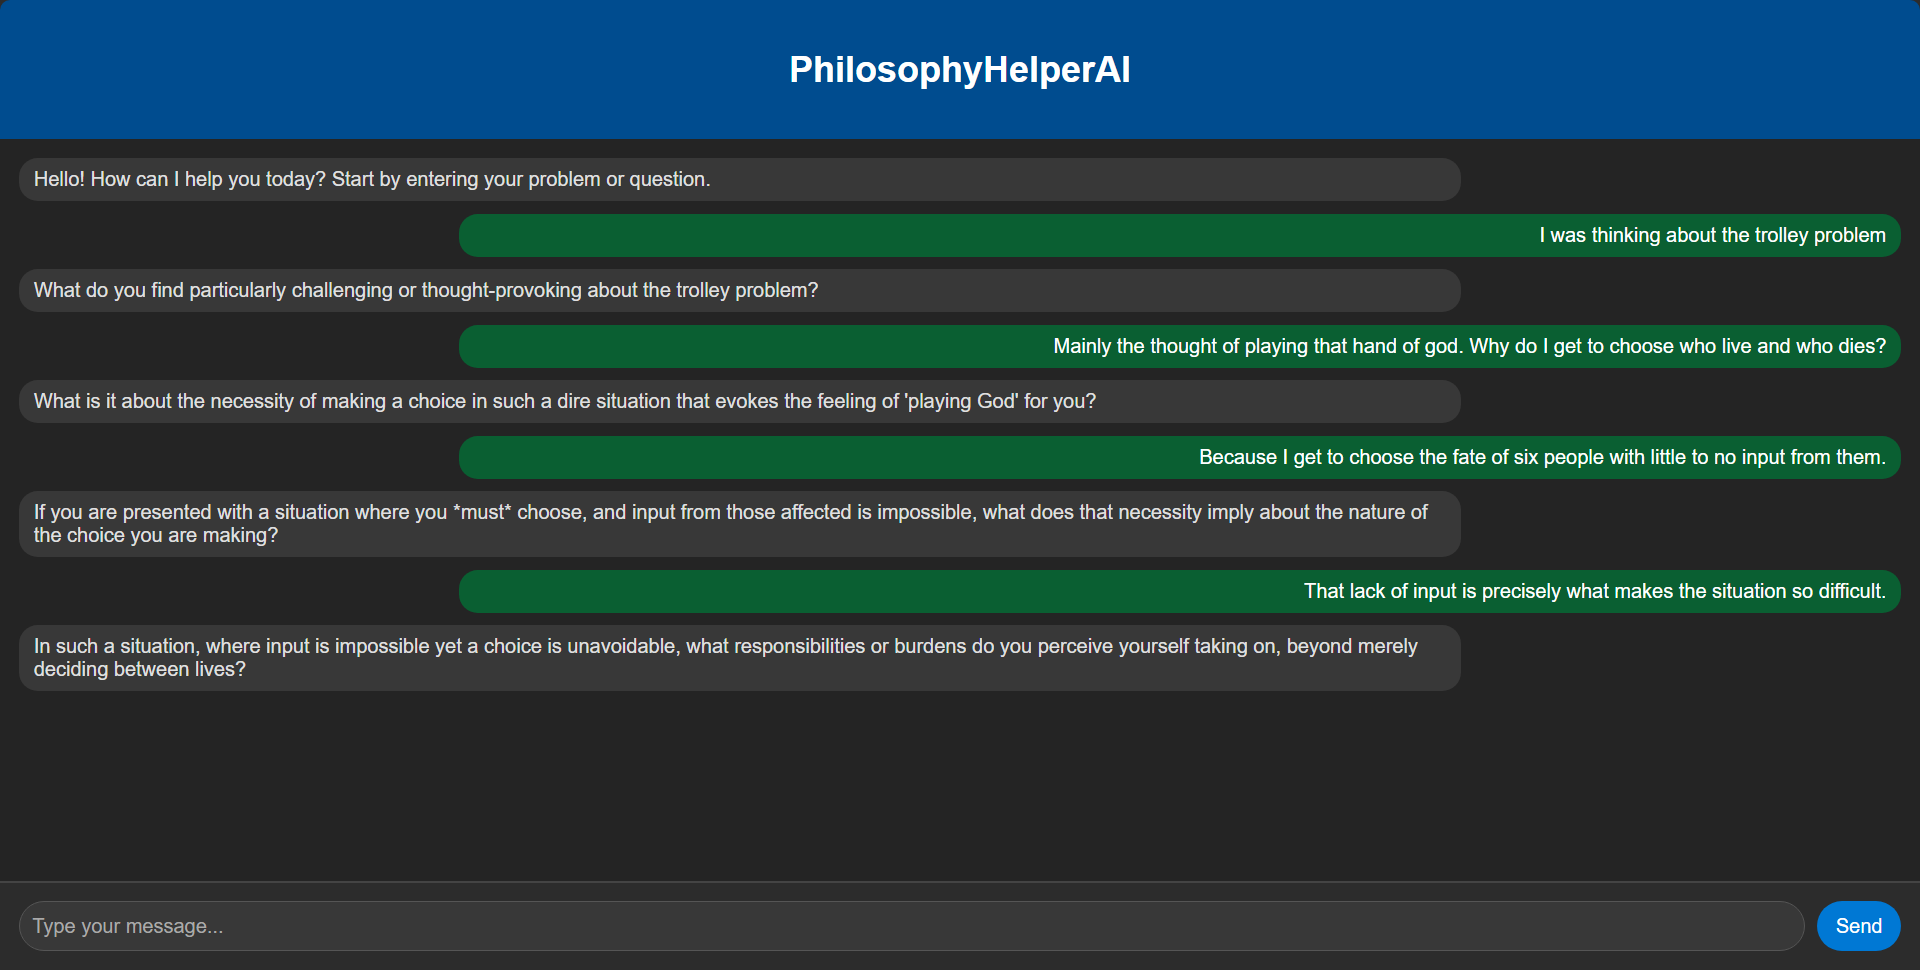 PhilosophyHelperAI
Hello! How can I help you today? Start by entering your problem or question.
I was thinking about the trolley problem
What do you find particularly challenging or thought-provoking about the trolley problem?
Mainly the thought of playing that hand of god. Why do I get to choose who live and who dies?
What is it about the necessity of making a choice in such a dire situation that evokes the feeling of 'playing God' for you?
Because I get to choose the fate of six people with little to no input from them.
If you are presented with a situation where you *must* choose, and input from those affected is impossible, what does that necessity imply about the nature of
the choice you are making?
That lack of input is precisely what makes the situation so difficult.
In such a situation, where input is impossible yet a choice is unavoidable, what responsibilities or burdens do you perceive yourself taking on, beyond merely
deciding between lives?
Type your message...
Send